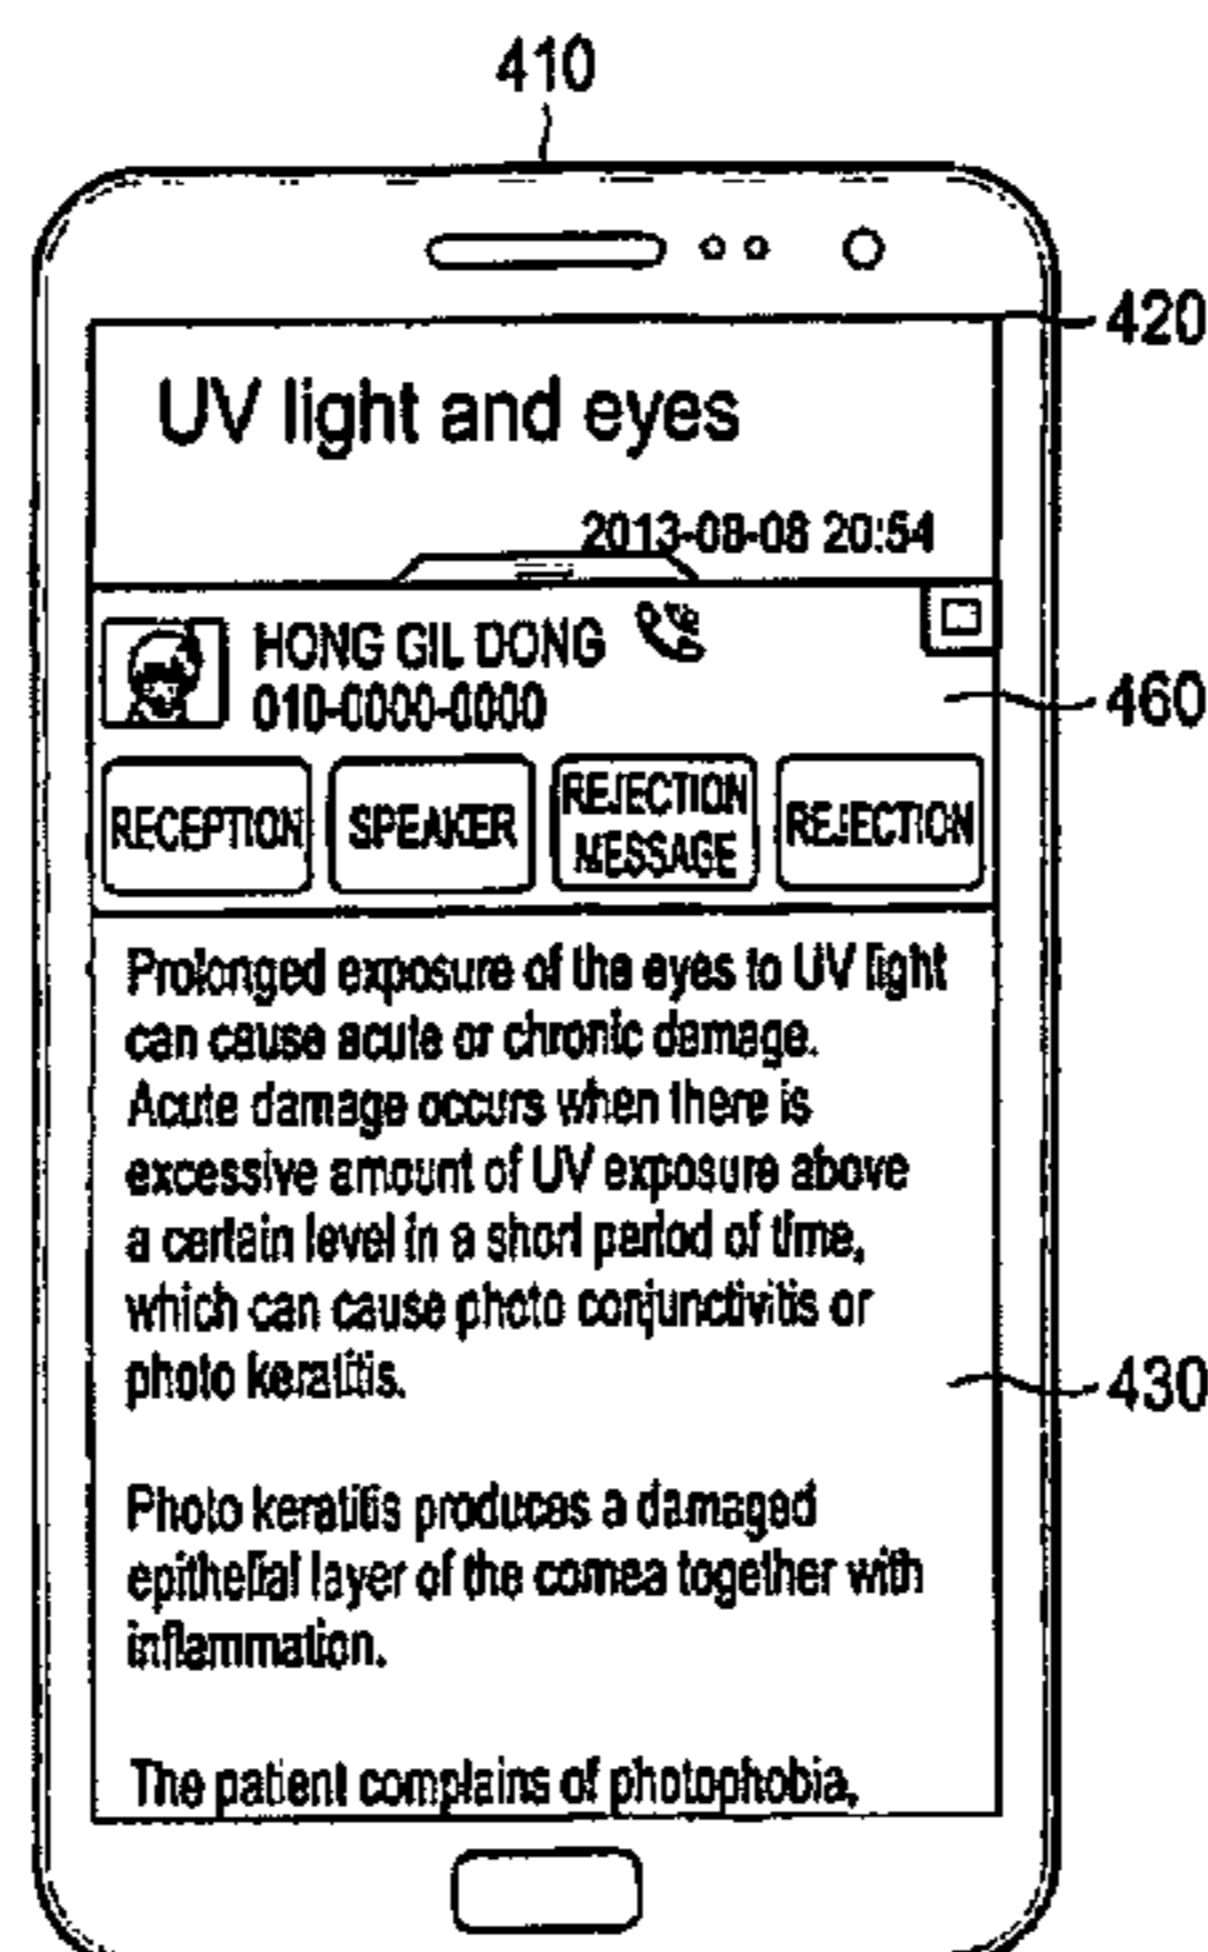 410
420
UV light and eyes
2013-08-08 20:54
HONG GIL DONG
010-0000-0000
460
RECEPTION
SPEAKER
REJECTION
MESSAGE
REJECTION
Prolonged exposure of the eyes to UV light
can cause acute or chronic damage.
Acute damage occurs when there is
excessive amount of UV exposure above
a certain level in a short period of time,
which can cause photo conjunctivitis or
photo keratitis.
430
Photo keratitis produces a damaged
epithelial layer of the cornea together with
inflammation.
The patient complains of photophobia,